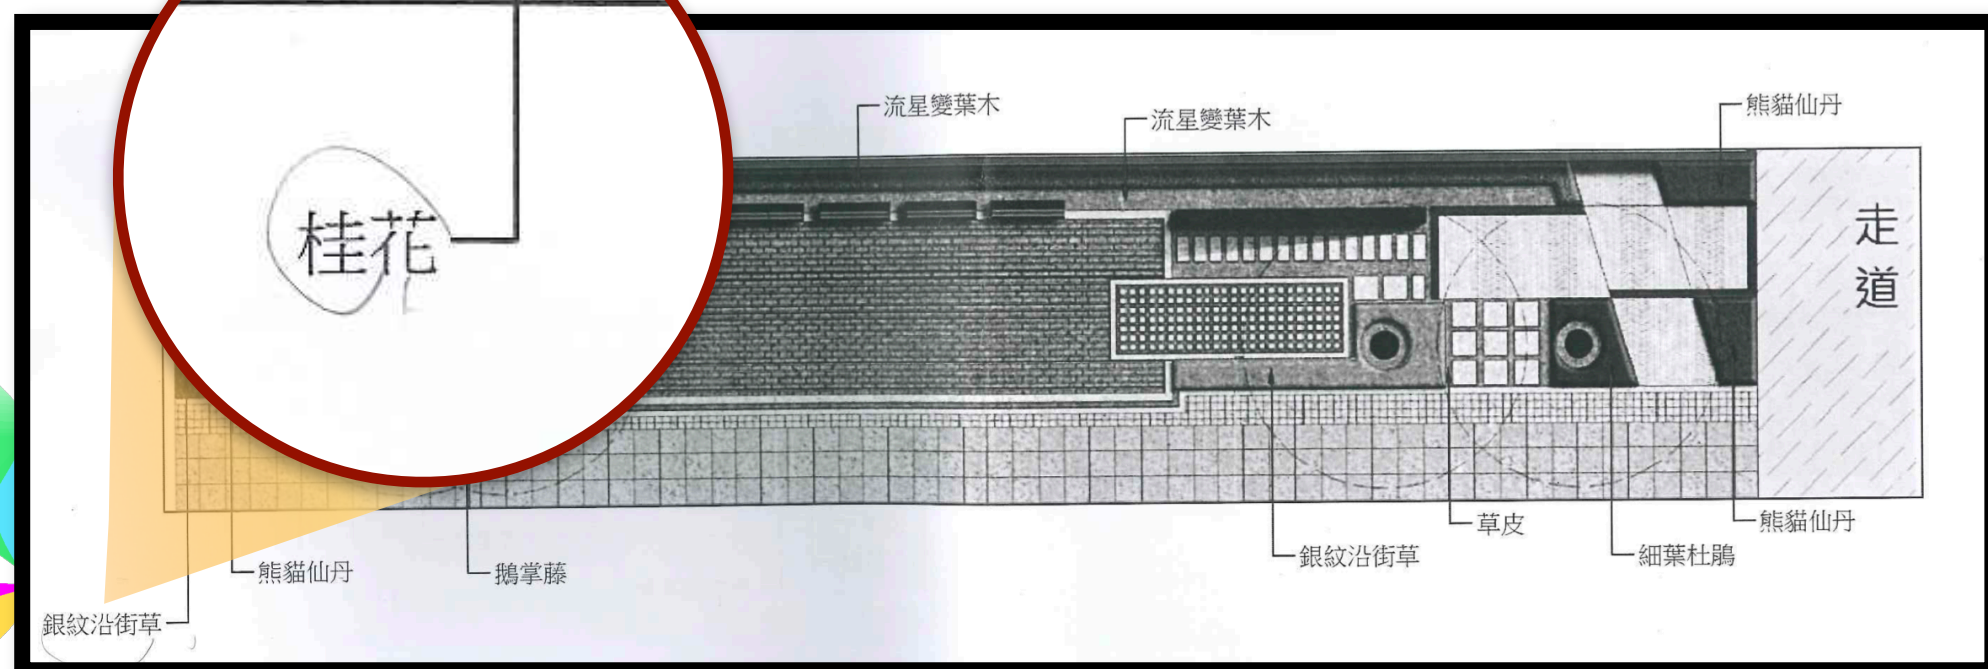 流星變葉木
流星變葉木
熊貓仙丹
桂花
走道
熊貓仙丹
草皮
銀紋沿街草
細葉杜鵑
熊貓仙丹
鵝掌藤
銀紋沿街草